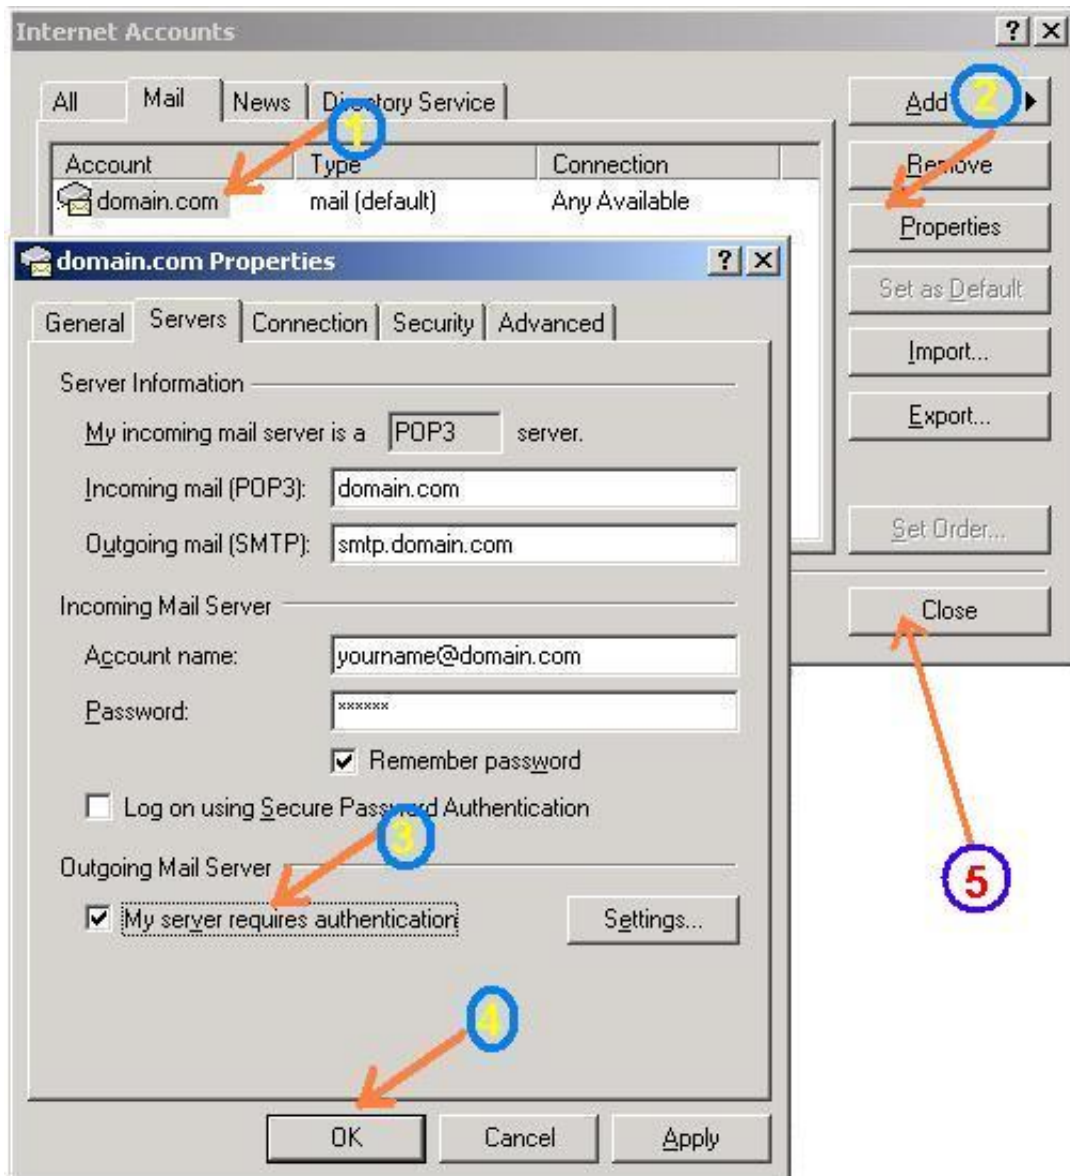 Internet Accounts
All Mail News Directory Service
Add
2
1
Account Type Connection
Remove
domain.com mail (default) Any Available
Properties
domain.com Properties
Set as Default
General Servers Connection Security Advanced
Import...
Server Information
Export...
My incoming mail server is a POP3 server.
Incoming mail (POP3): domain.com
Outgoing mail (SMTP): smtp.domain.com
Set Order...
Incoming Mail Server
Close
Account name: yourname@domain.com
Password: ******
Remember password
Log on using Secure Password Authentication
3
Outgoing Mail Server
5
My server requires authentication Settings...
4
OK Cancel Apply